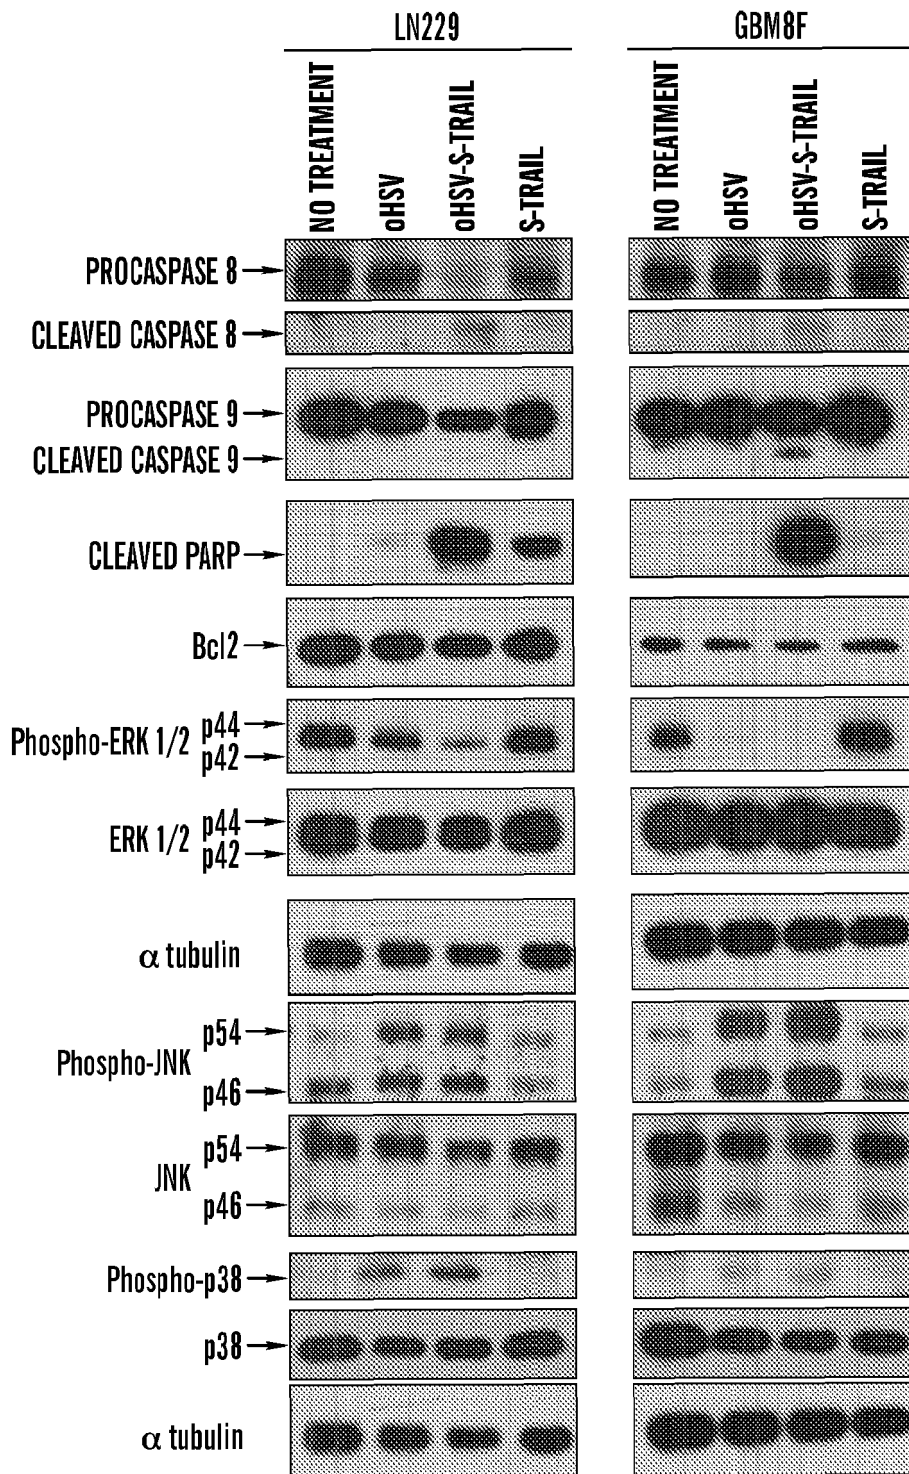 LN229
GBM8F
NO TREATMENT
oHSV
oHSV-S-TRAIL
S-TRAIL
NO TREATMENT
oHSV
oHSV-S-TRAIL
S-TRAIL
PROCASPASE 8
CLEAVED CASPASE 8
PROCASPASE 9
CLEAVED CASPASE 9
CLEAVED PARP
Bcl2
Phospho-ERK 1/2 p44
p42
ERK 1/2 p44
p42
α tubulin
Phospho-JNK p54
p46
JNK p54
p46
Phospho-p38
p38
α tubulin